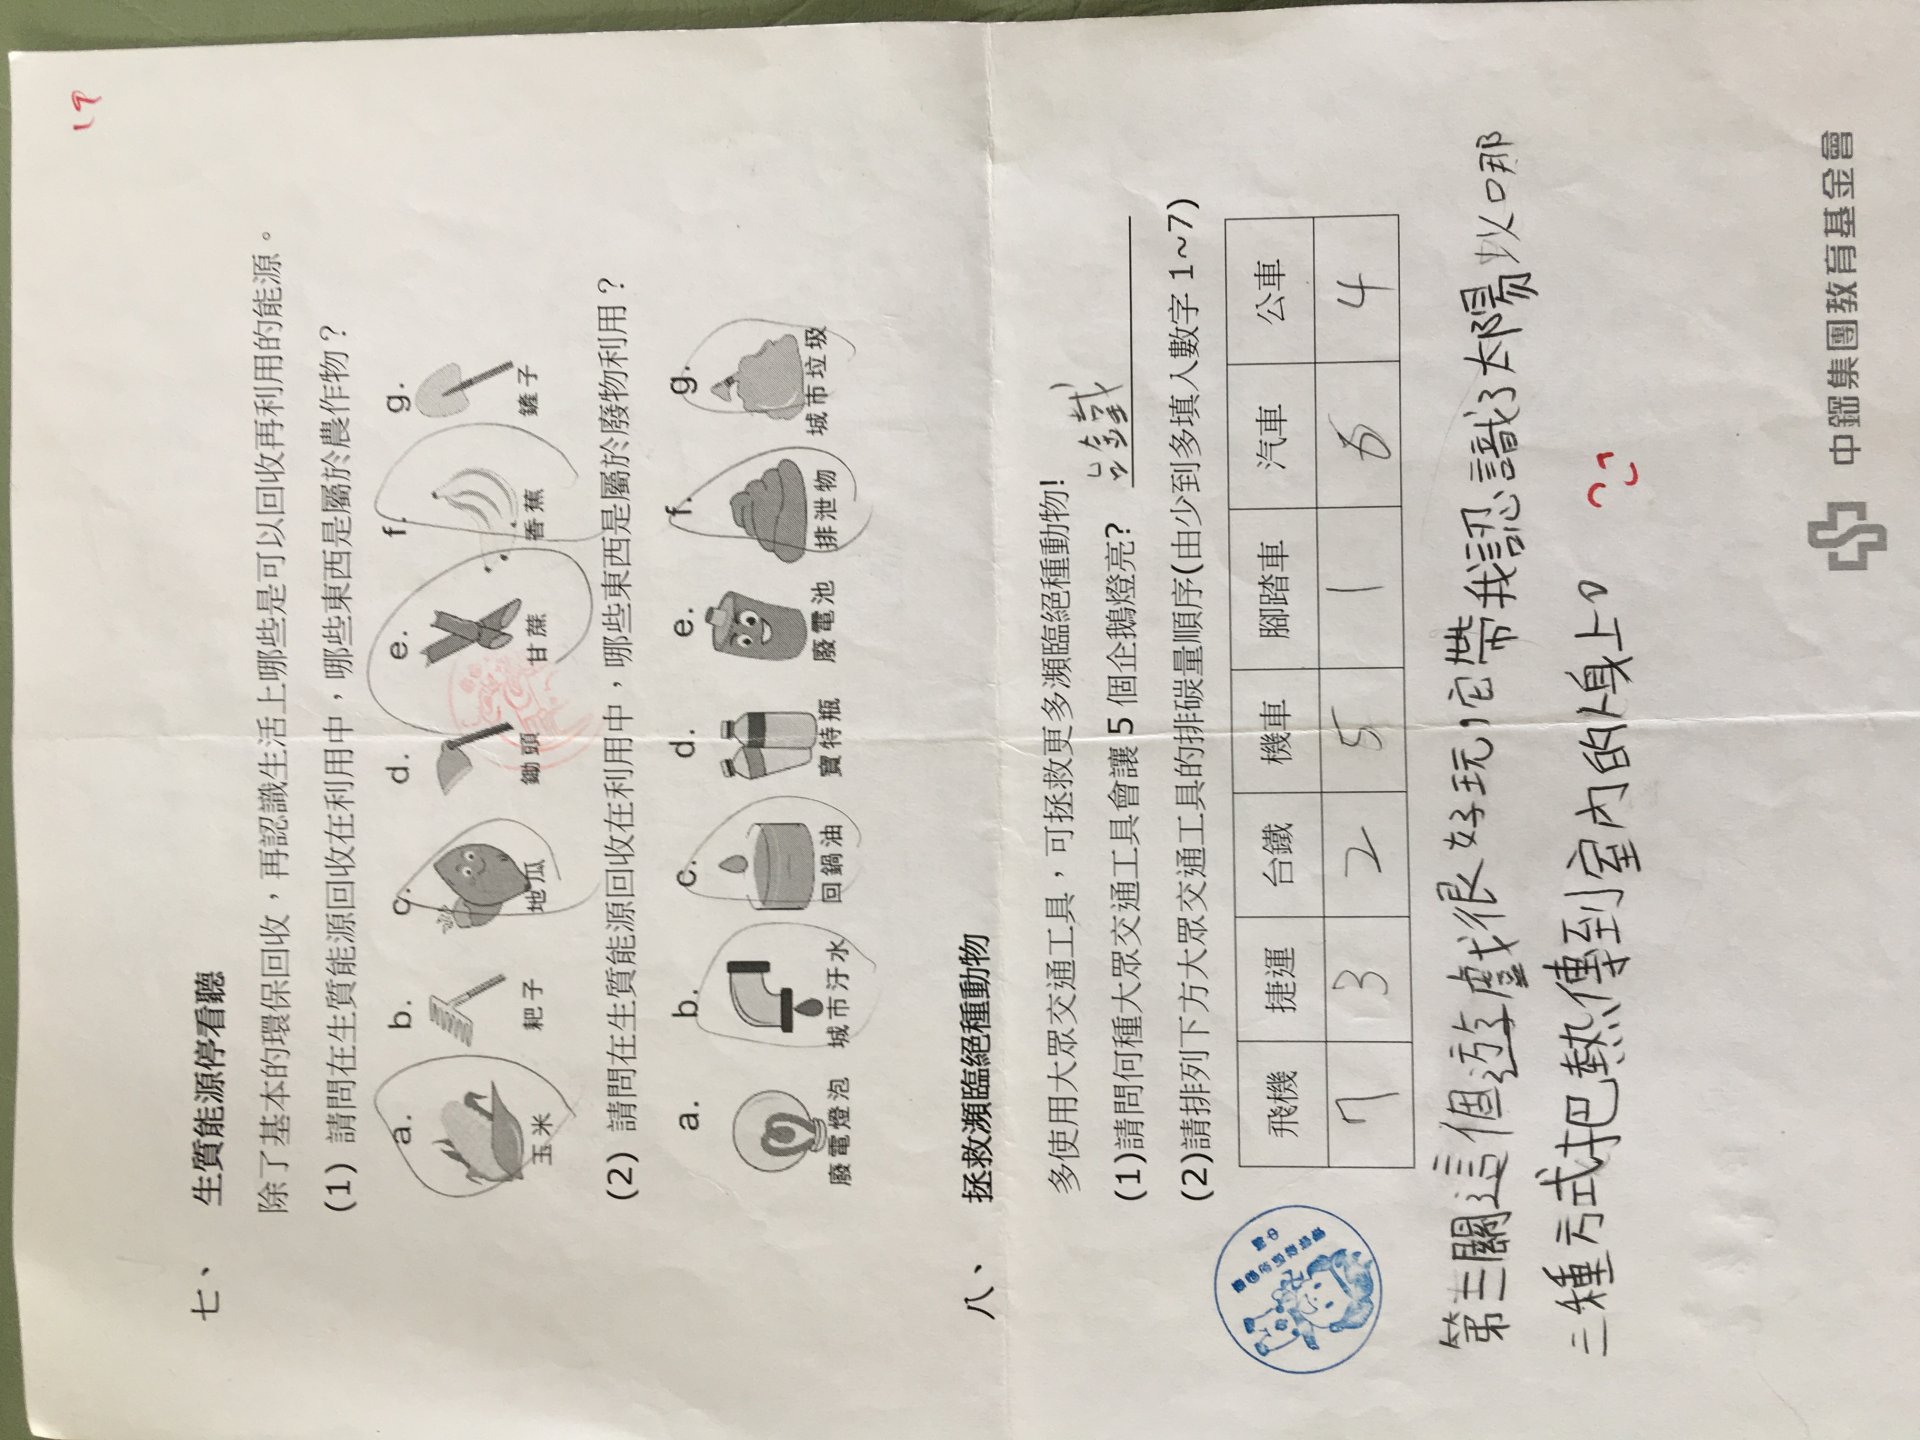 19
七、 生質能源停看聽
除了基本的環保回收，再認識生活上哪些是可以回收再利用的能源。
(1) 請問在生質能源回收在利用中，哪些東西是屬於農作物？
a. b. c. d. e. f. g.
玉米 耙子 地瓜 鋤頭 甘蔗 香蕉 鏟子
(2) 請問在生質能源回收在利用中，哪些東西是屬於廢物利用？
a. b. c. d. e. f. g.
廢電燈泡 城市汙水 回鍋油 寶特瓶 廢電池 排泄物 城市垃圾
八、 拯救瀕臨絕種動物
多使用大眾交通工具，可拯救更多瀕臨絕種動物!
(1)請問何種大眾交通工具會讓 5 個企鵝燈亮? 台鐵
(2)請排列下方大眾交通工具的排碳量順序(由少到多填入數字 1~7)
飛機 捷運 台鐵 機車 腳踏車 汽車 公車
7 3 2 5 1 6 4
第三關這個遊戲很好玩，它帶我認識了太陽以口哪
三種方式把熱傳到室內的人身上。
中鋼集團教育基金會